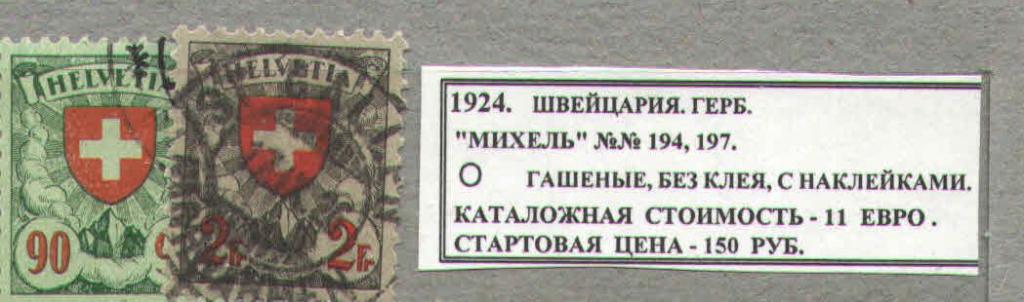 HELVETIA
90
HELVETIA
2Fr 2Fr
1924. ШВЕЙЦАРИЯ. ГЕРБ.
"МИХЕЛЬ" №№ 194, 197.
О ГАШЕНЫЕ, БЕЗ КЛЕЯ, С НАКЛЕЙКАМИ.
КАТАЛОЖНАЯ СТОИМОСТЬ - 11 ЕВРО.
СТАРТОВАЯ ЦЕНА - 150 РУБ.